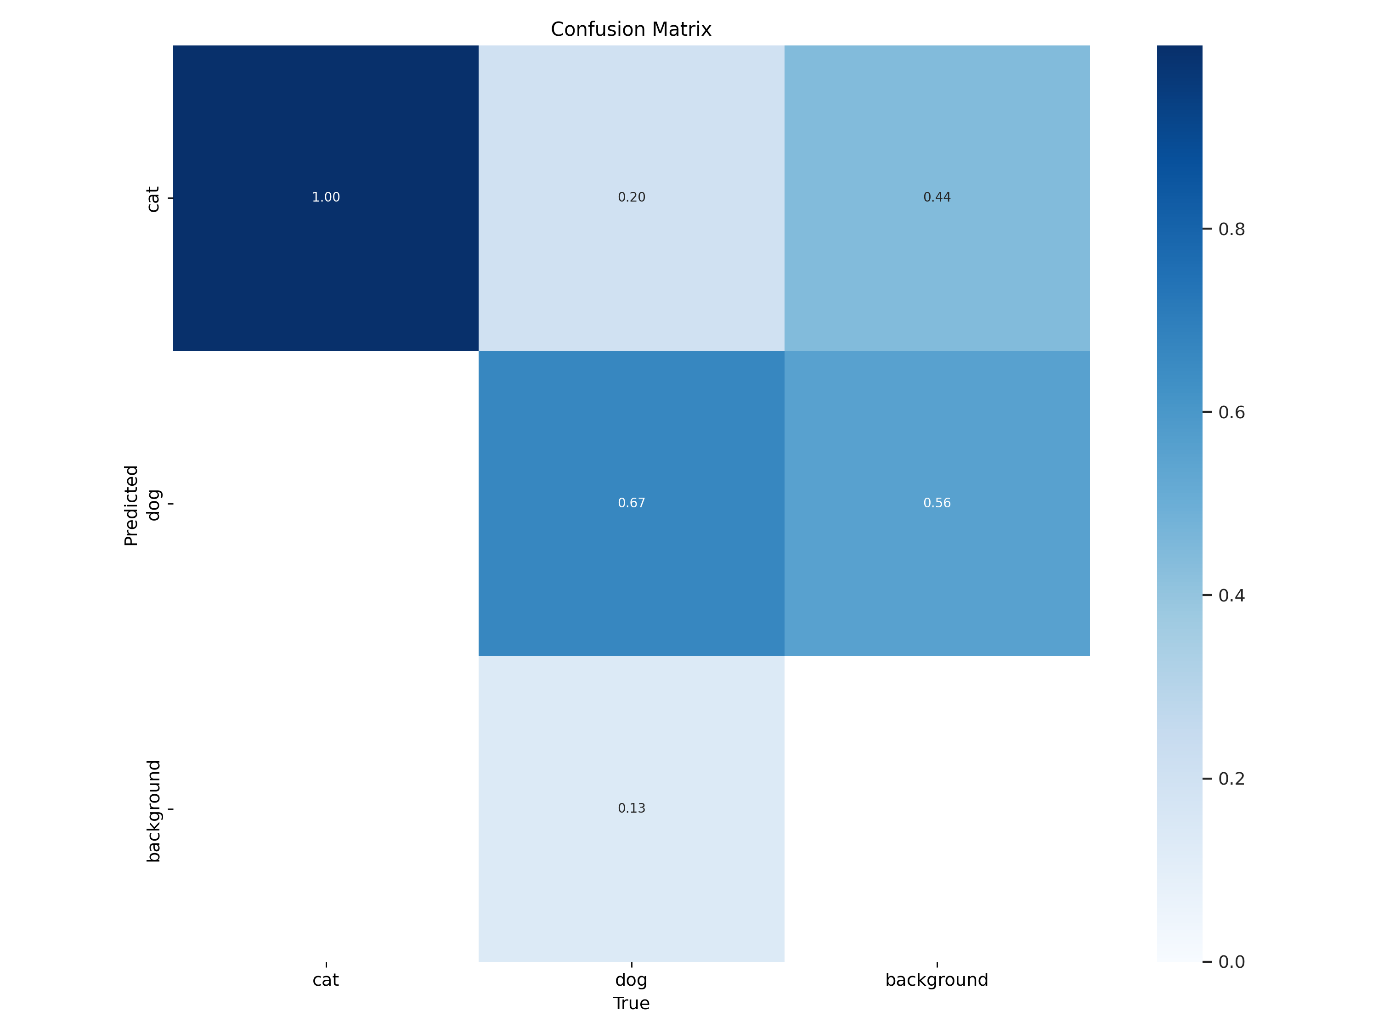 Confusion Matrix
cat
1.00
0.20
0.44
0.8
0.6
Predicted
dog
0.67
0.56
0.4
0.2
background
0.13
0.0
cat
dog
background
True